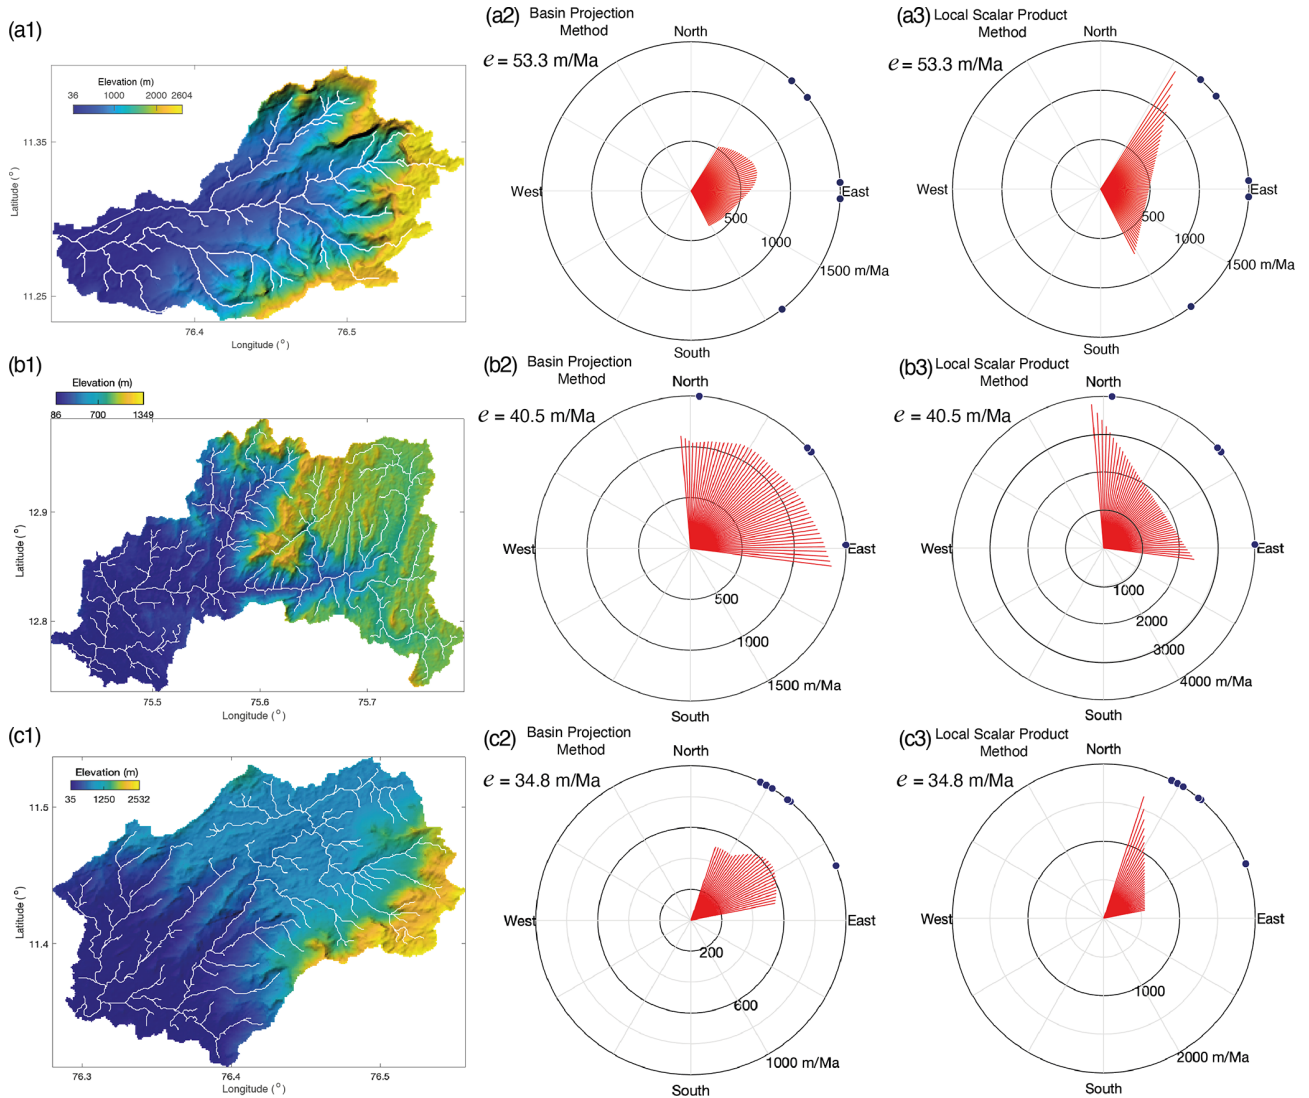 (a1)
Elevation (m)
36 1000 2000 2604
11.35
11.25
Latitude (°)
76.4 76.5
Longitude (°)
(a2) Basin Projection
Method
North
e = 53.3 m/Ma
West
East
500
1000
1500 m/Ma
South
(a3) Local Scalar Product
Method
North
e = 53.3 m/Ma
West
East
500
1000
1500 m/Ma
South
(b1)
Elevation (m)
86 700 1349
12.9
12.8
Latitude (°)
75.5 75.6 75.7
Longitude (°)
(b2) Basin Projection
Method
North
e = 40.5 m/Ma
West
East
500
1000
1500 m/Ma
South
(b3) Local Scalar Product
Method
North
e = 40.5 m/Ma
West
East
1000
2000
3000
4000 m/Ma
South
(c1)
Elevation (m)
35 1250 2532
11.5
11.4
Latitude (°)
76.3 76.4 76.5
Longitude (°)
(c2) Basin Projection
Method
North
e = 34.8 m/Ma
West
East
200
600
1000 m/Ma
South
(c3) Local Scalar Product
Method
North
e = 34.8 m/Ma
West
East
1000
2000 m/Ma
South